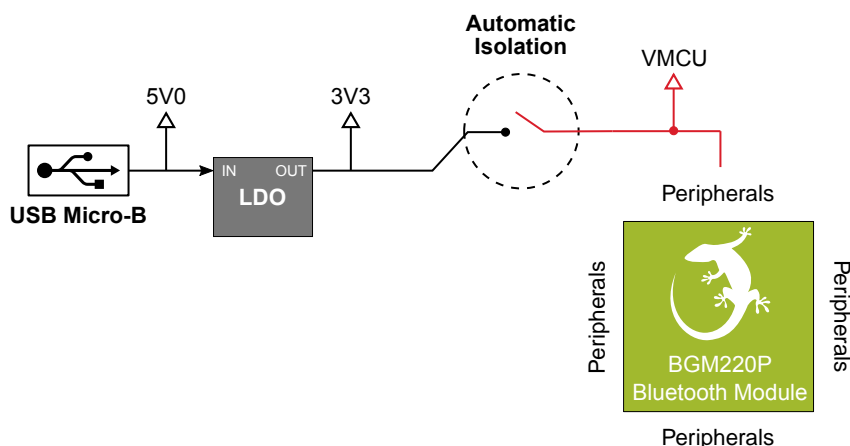 Automatic
Isolation
VMCU
5V0
3V3
IN
OUT
LDO
USB Micro-B
Peripherals
Peripherals
Peripherals
BGM220P
Bluetooth Module
Peripherals